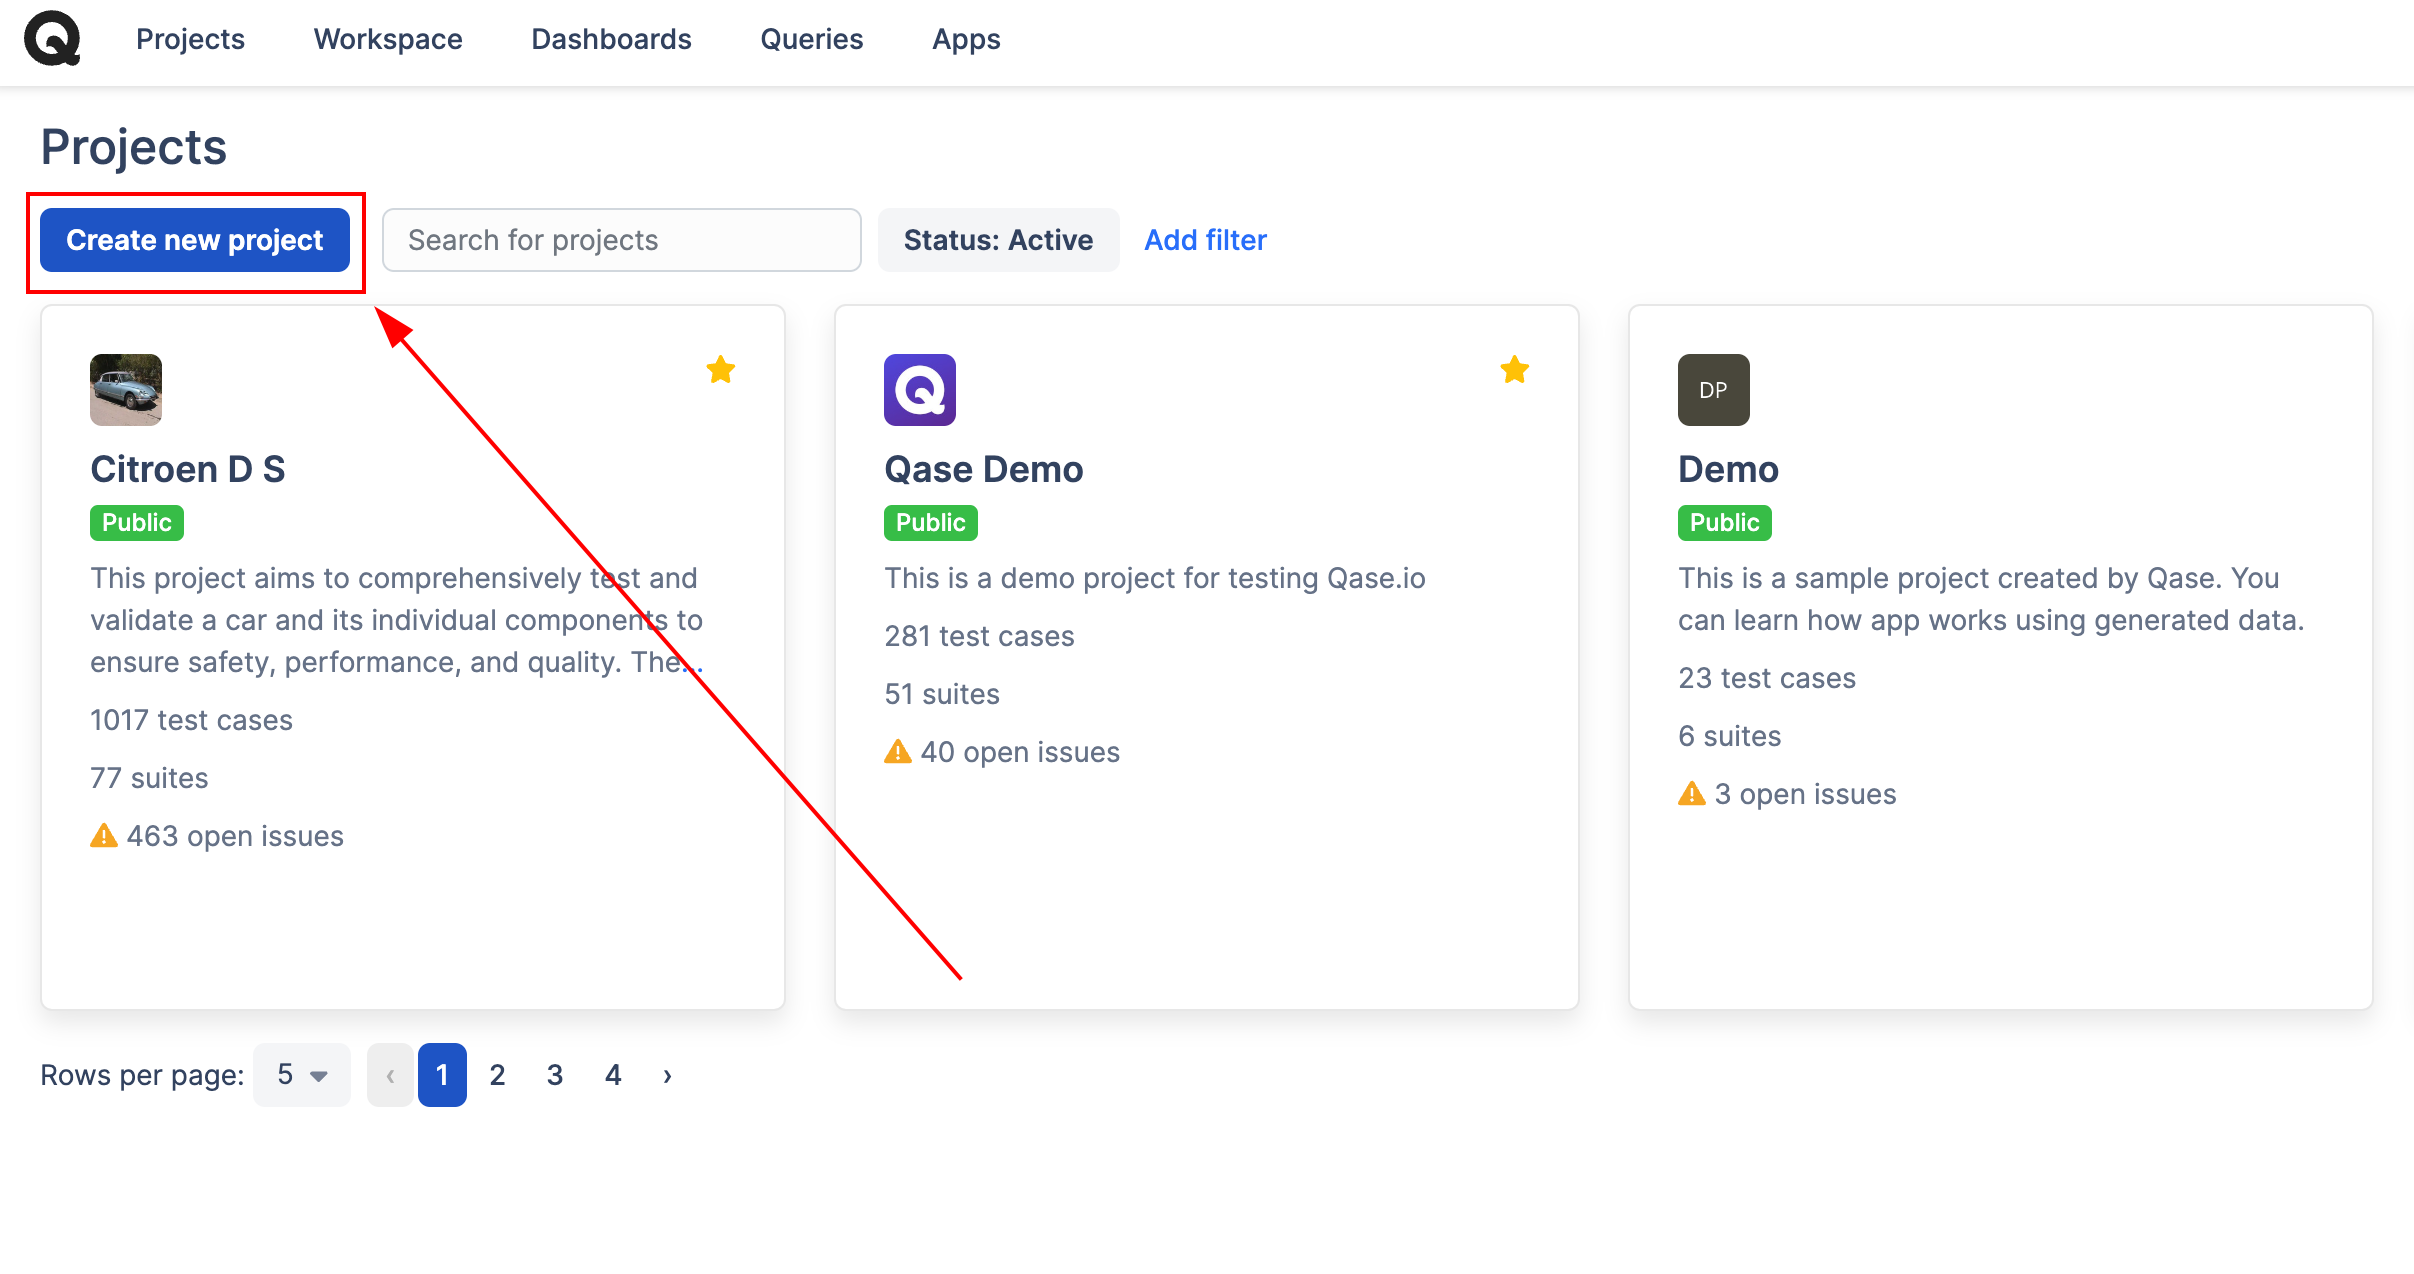 Projects Workspace Dashboards Queries Apps
Projects
Create new project
Search for projects
Status: Active
Add filter
Citroen D S
Public
This project aims to comprehensively test and
validate a car and its individual components to
ensure safety, performance, and quality. The...
1017 test cases
77 suites
463 open issues
Qase Demo
Public
This is a demo project for testing Qase.io
281 test cases
51 suites
40 open issues
DP
Demo
Public
This is a sample project created by Qase. You
can learn how app works using generated data.
23 test cases
6 suites
3 open issues
Rows per page: 5 ‹ 1 2 3 4 ›